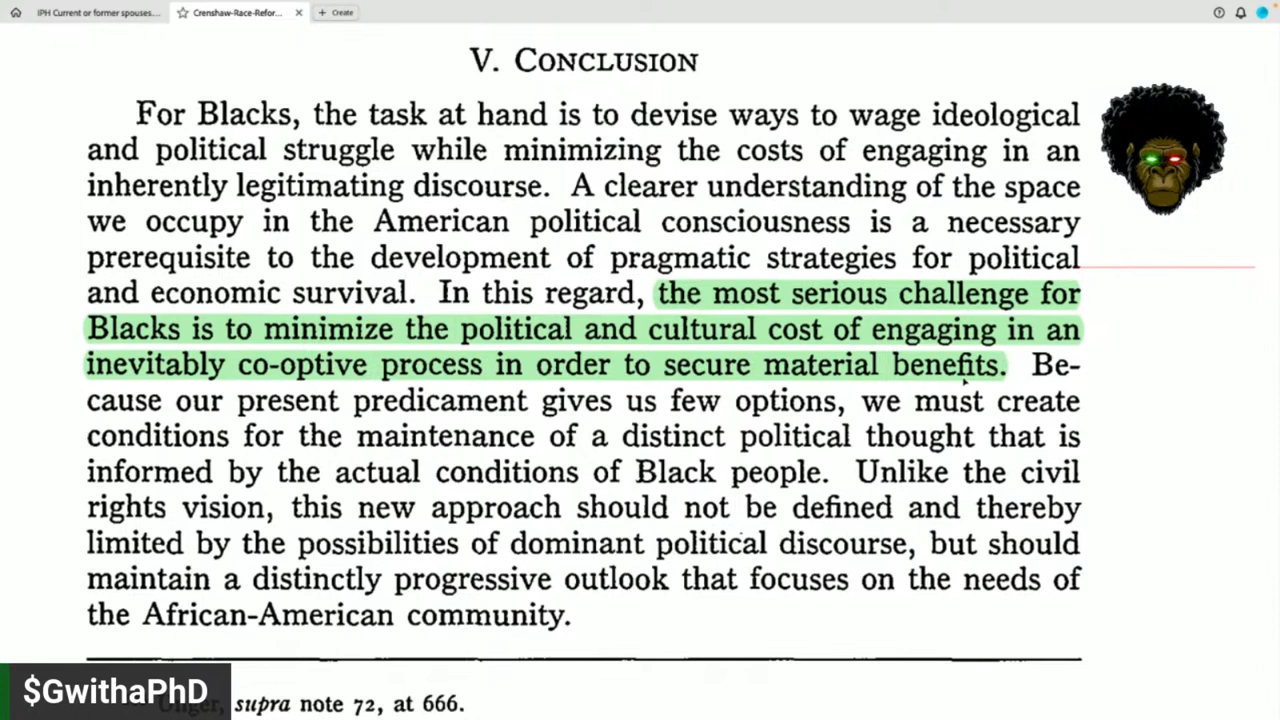 IPH Current or former spouses...
Crenshaw-Race-Refor...
+ Create
V. CONCLUSION
For Blacks, the task at hand is to devise ways to wage ideological
and political struggle while minimizing the costs of engaging in an
inherently legitimating discourse. A clearer understanding of the space
we occupy in the American political consciousness is a necessary
prerequisite to the development of pragmatic strategies for political
and economic survival. In this regard, the most serious challenge for
Blacks is to minimize the political and cultural cost of engaging in an
inevitably co-optive process in order to secure material benefits. Be-
cause our present predicament gives us few options, we must create
conditions for the maintenance of a distinct political thought that is
informed by the actual conditions of Black people. Unlike the civil
rights vision, this new approach should not be defined and thereby
limited by the possibilities of dominant political discourse, but should
maintain a distinctly progressive outlook that focuses on the needs of
the African-American community.
supra note 72, at 666.
$GwithaPhD